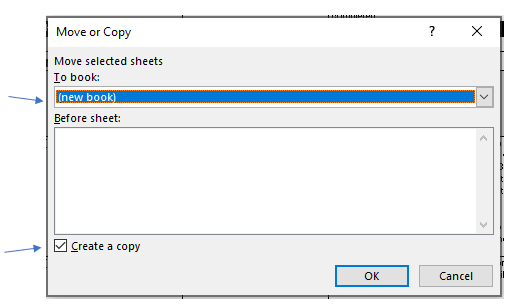 Move or Copy
?
Move selected sheets
To book:
(new book)
Before sheet:
Create a copy
OK
Cancel